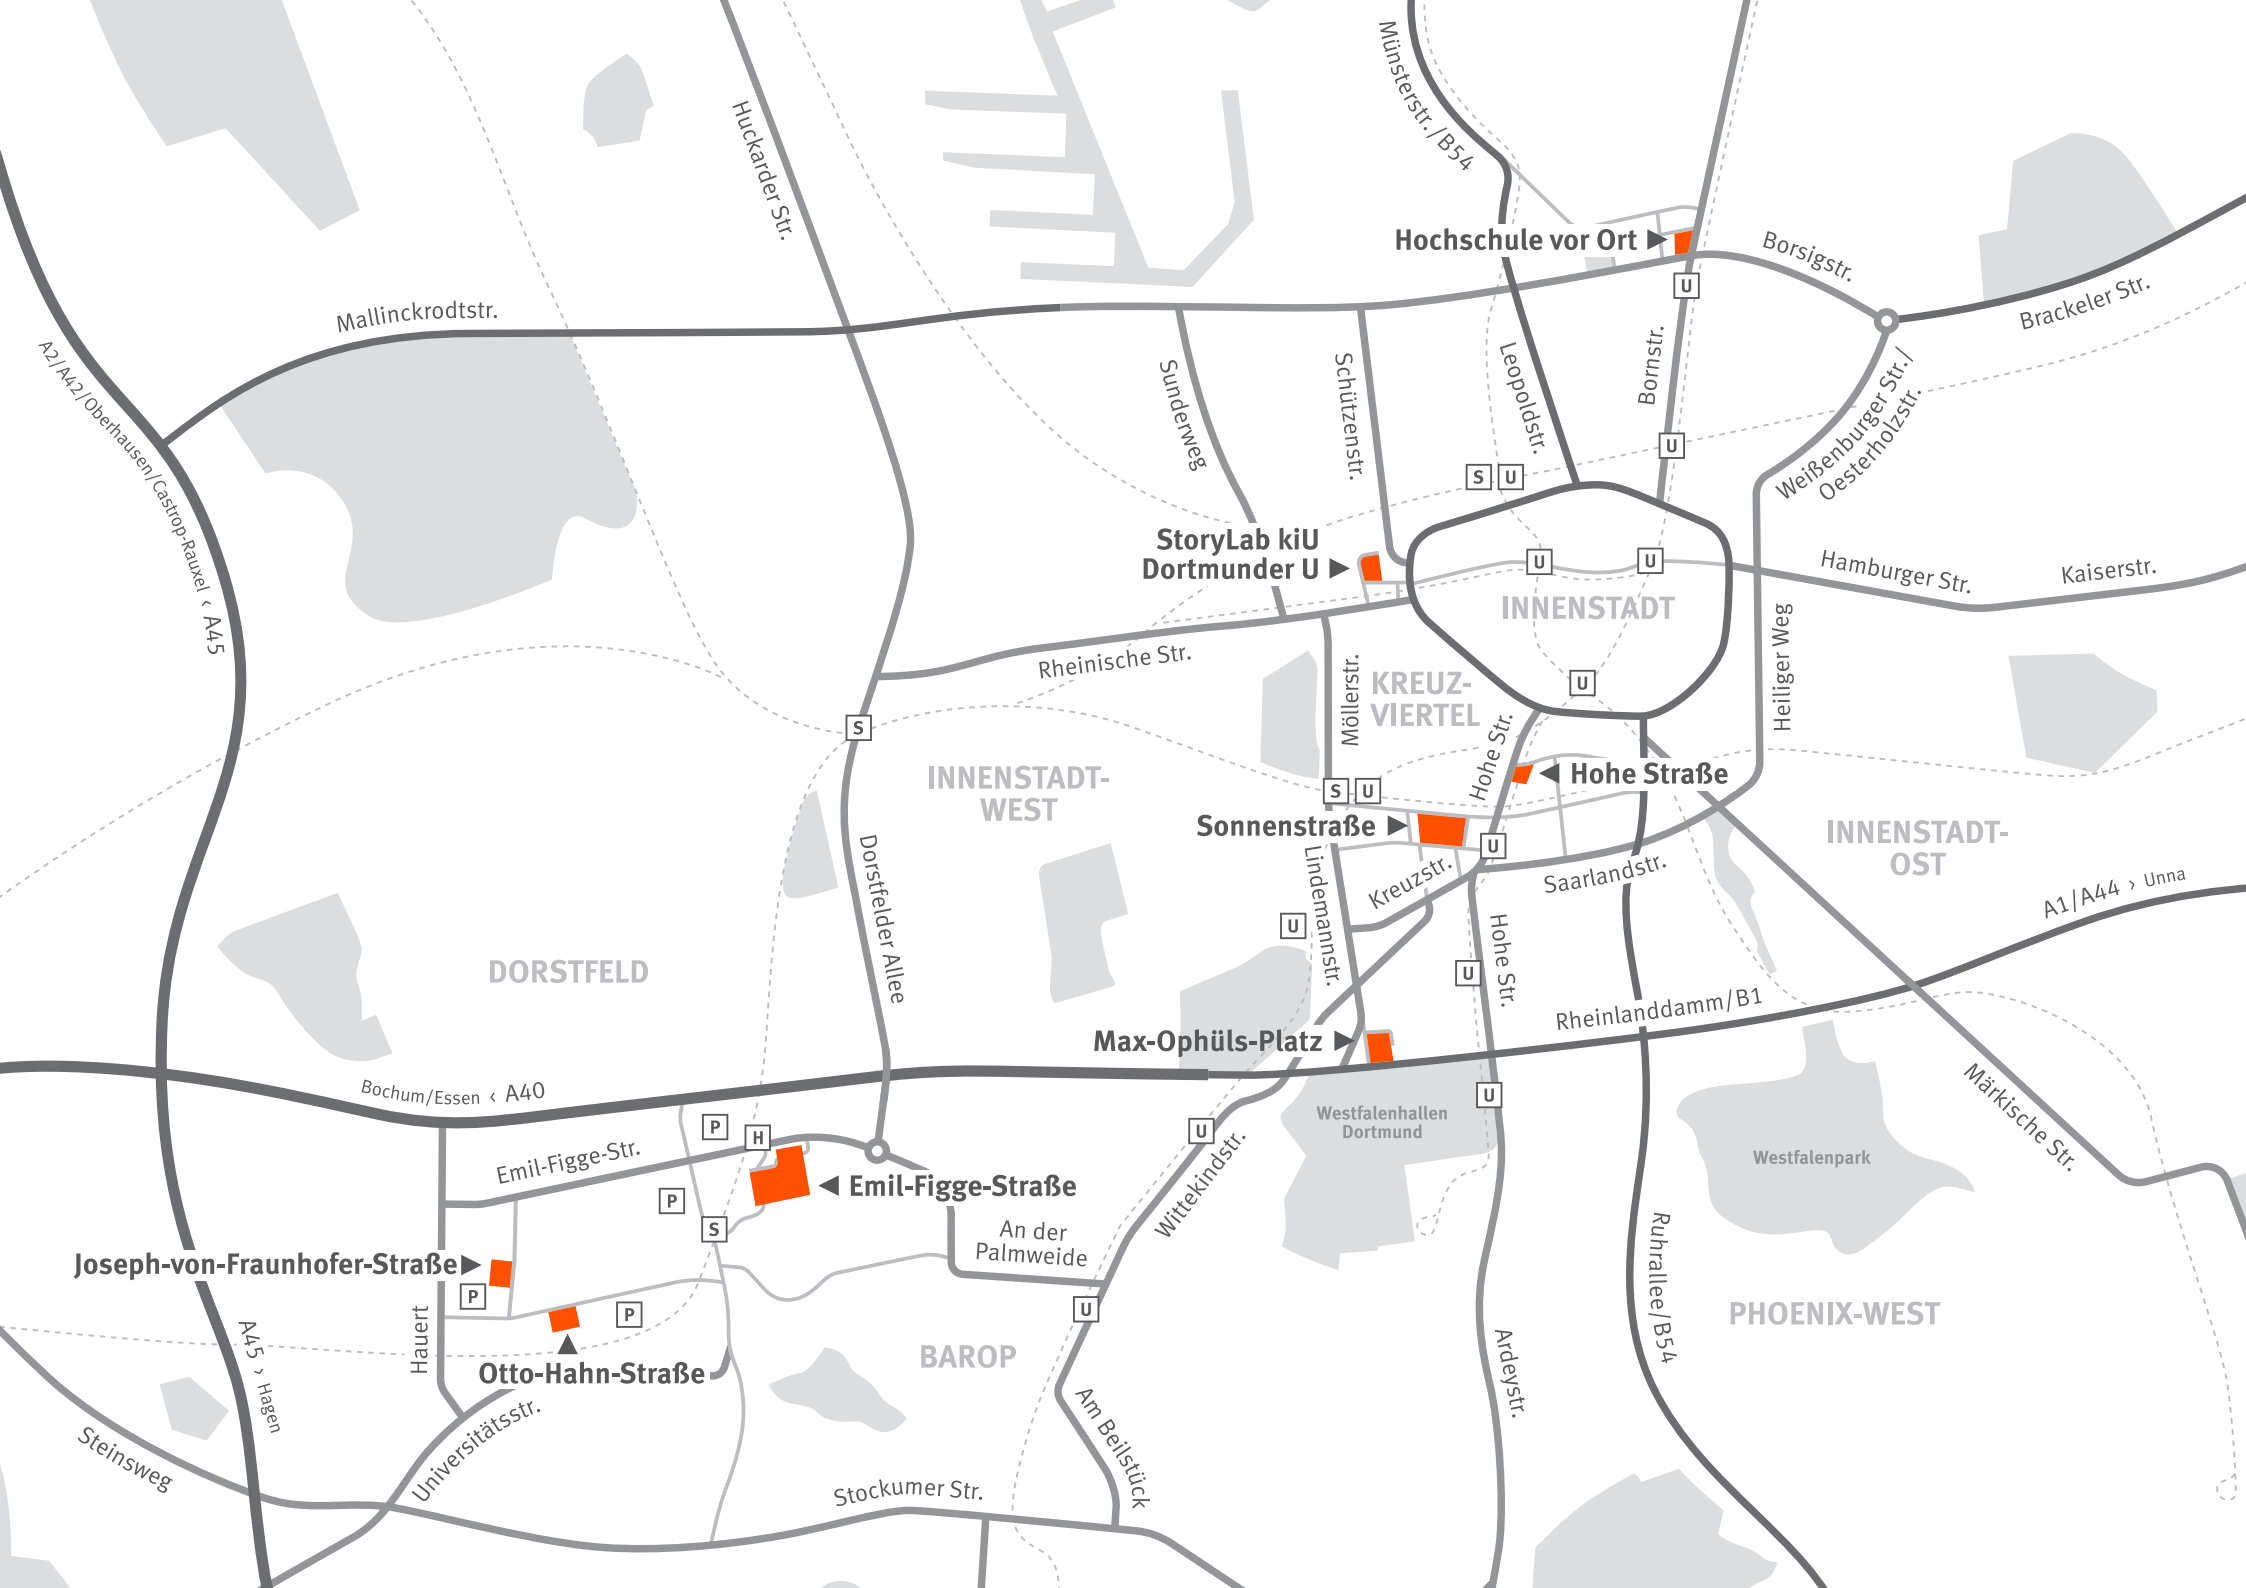 Münsterstr./B54
Huckarder Str.
Hochschule vor Ort
Borsigstr.
Brackeler Str.
U
Mallinckrodtstr.
A2/A42/Oberhausen/Castrop-Rauxel ‹ A45
Sunderweg
Schützenstr.
Leopoldstr.
Bornstr.
Weißenburger Str./
Oesterholzstr.
U
S
U
StoryLab kiU
Dortmunder U
U
U
Hamburger Str.
Kaiserstr.
INNENSTADT
Rheinische Str.
Möllerstr.
KREUZ-
VIERTEL
U
Hohe Str.
Heiliger Weg
S
INNENSTADT-
WEST
S
U
Hohe Straße
Sonnenstraße
U
INNENSTADT-
OST
Dorstfelder Allee
Lindemannstr.
Kreuzstr.
Saarlandstr.
A1/A44 › Unna
U
Hohe Str.
U
DORSTFELD
Rheinlanddamm/B1
Max-Ophüls-Platz
Bochum/Essen ‹ A40
Westfalenhallen
Dortmund
U
Märkische Str.
P
H
U
Wittekindstr.
Westfalenpark
Emil-Figge-Str.
Emil-Figge-Straße
P
S
An der
Palmweide
Ruhrallee/B54
Joseph-von-Fraunhofer-Straße
P
P
U
PHOENIX-WEST
Hauert
A45 › Hagen
Otto-Hahn-Straße
BAROP
Ardeystr.
Am Beilstück
Universitätsstr.
Steinsweg
Stockumer Str.